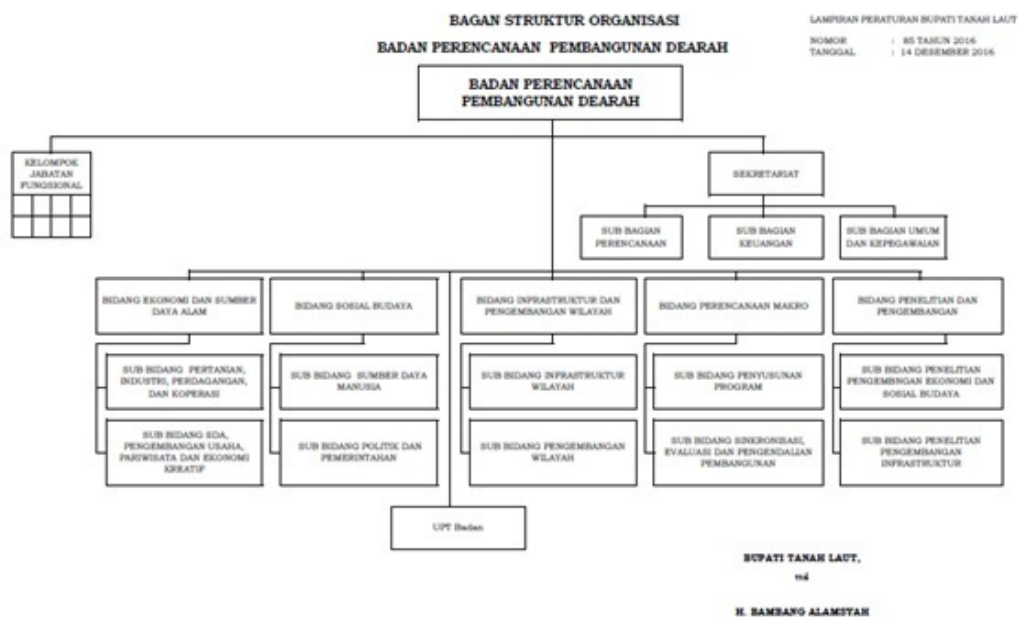 BAGAN STRUKTUR ORGANISASI
BADAN PERENCANAAN PEMBANGUNAN DEARAH
LAMPIRAN PERATURAN BUPATI TANAH LAUT
NOMOR : 85 TAHUN 2016
TANGGAL : 14 DESEMBER 2016
BADAN PERENCANAAN
PEMBANGUNAN DEARAH
KELOMPOK
JABATAN
FUNGSIONAL
SEKRETARIAT
SUB BAGIAN
PERENCANAAN
SUB BAGIAN
KEUANGAN
SUB BAGIAN UMUM
DAN KEPEGAWAIAN
BIDANG EKONOMI DAN SUMBER
DAYA ALAM
BIDANG SOSIAL BUDAYA
BIDANG INFRASTRUKTUR DAN
PENGEMBANGAN WILAYAH
BIDANG PERENCANAAN MAKRO
BIDANG PENELITIAN DAN
PENGEMBANGAN
SUB BIDANG PERTANIAN,
INDUSTRI, PERDAGANGAN,
DAN KOPERASI
SUB BIDANG SUMBER DAYA
MANUSIA
SUB BIDANG INFRASTRUKTUR
WILAYAH
SUB BIDANG PENYUSUNAN
PROGRAM
SUB BIDANG PENELITIAN
PENGEMBNGAN EKONOMI DAN
SOSIAL BUDAYA
SUB BIDANG SDA,
PENGEMBANGAN USAHA,
PARIWISATA DAN EKONOMI
KREATIF
SUB BIDANG POLITIK DAN
PEMERINTAHAN
SUB BIDANG PENGEMBANGAN
WILAYAH
SUB BIDANG SINKRONISASI,
EVALUASI DAN PENGENDALIAN
PEMBANGUNAN
SUB BIDANG PENELITIAN
PENGEMBANGAN
INFRASTRUKTUR
UPT Badan
BUPATI TANAH LAUT,
ttd
H. BAMBANG ALAMSYAH